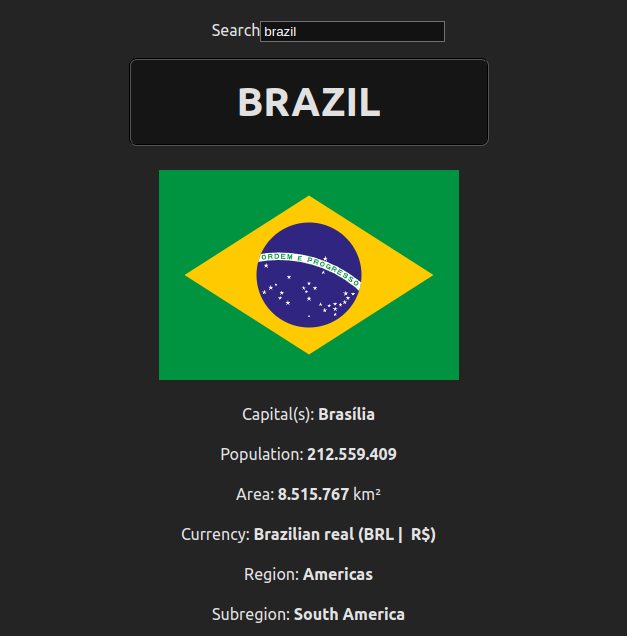 Search brazil
BRAZIL
ORDEM E PROGRESSO
Capital(s): Brasília
Population: 212.559.409
Area: 8.515.767 km²
Currency: Brazilian real (BRL | R$)
Region: Americas
Subregion: South America